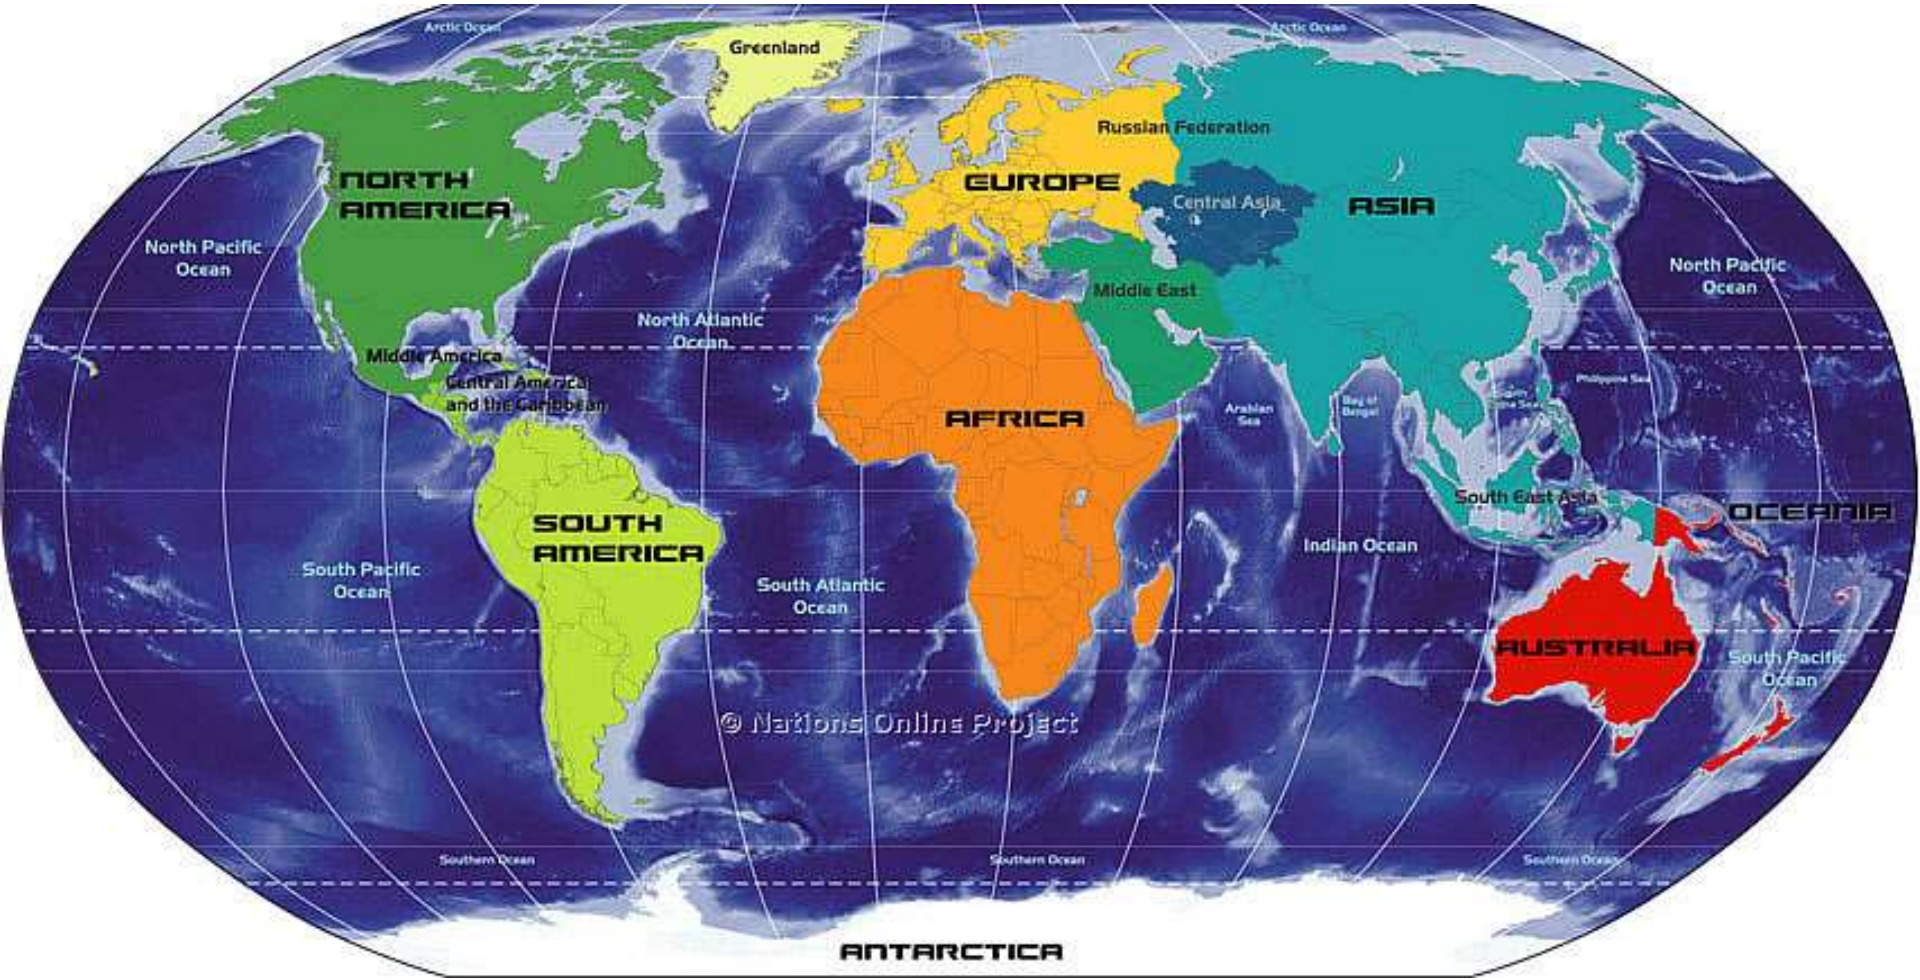 Arctic Ocean
Arctic Ocean
Greenland
Russian Federation
NORTH
AMERICA
EUROPE
Central Asia
ASIA
North Pacific
Ocean
North Pacific
Ocean
Middle East
North Atlantic
Ocean
Middle America
Central America
and the Caribbean
Philippine Sea
Arabian
Sea
Bay of
Bengal
AFRICA
South East Asia
OCEANIA
SOUTH
AMERICA
Indian Ocean
South Pacific
Ocean
South Atlantic
Ocean
AUSTRALIA
South Pacific
Ocean
© Nations Online Project
Southern Ocean
Southern Ocean
Southern Ocean
ANTARCTICA